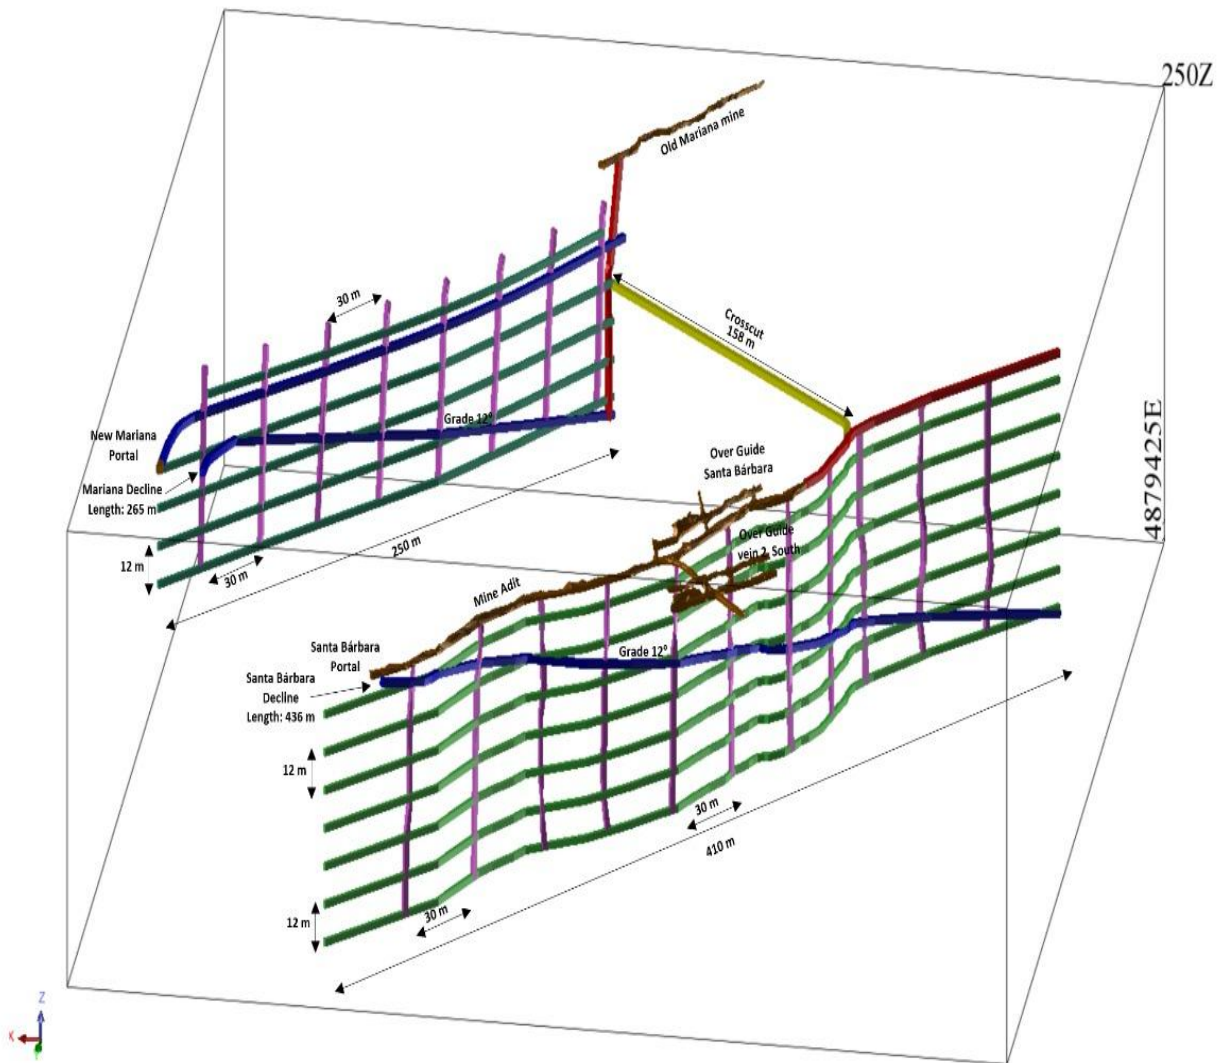 250Z
Old Mariana mine
30 m
Crosscut
158 m
Grade 12º
New Mariana
Portal
Mariana Decline
Length: 265 m
Over Guide
Santa Bárbara
4879425E
250 m
12 m
30 m
Over Guide
vein 2, South
Mine Adit
Santa Bárbara
Portal
Grade 12º
Santa Bárbara
Decline
Length: 436 m
12 m
30 m
410 m
12 m
30 m
Z
X